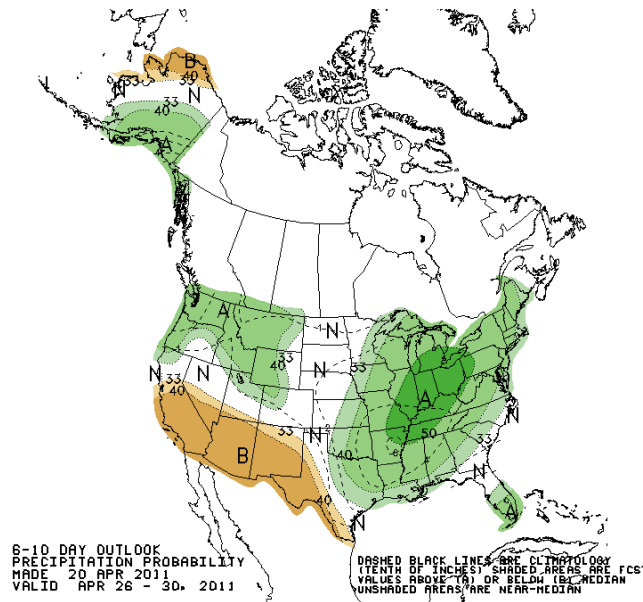 B
40
33
33
N
N
33
40
A
A
N
33
33
N
40
N
N
33
40
A
N
33
N
50
33
B
40
N
40
A
N
6-10 DAY OUTLOOK
PRECIPITATION PROBABILITY
MADE 20 APR 2011
VALID APR 26 - 30, 2011
DASHED BLACK LINES ARE CLIMATOLOGY
(TENTH OF INCHES) SHADED AREAS ARE FCST
VALUES ABOVE (A) OR BELOW (B) MEDIAN
UNSHADED AREAS ARE NEAR-MEDIAN